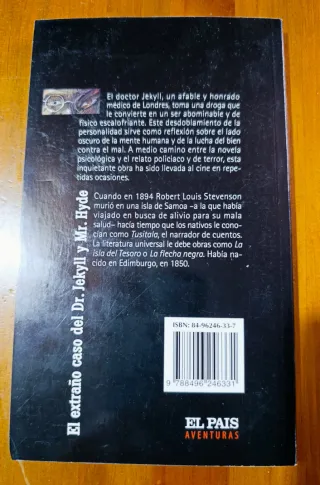 El doctor Jekyll, un afable y honrado
médico de Londres, toma una droga que
le convierte en un ser abominable y de
físico escalofriante. Este desdoblamiento de la
personalidad sirve como reflexión sobre el lado
oscuro de la mente humana y de la lucha del bien
contra el mal. A medio camino entre la novela
psicológica y el relato policiaco y de terror, esta
inquietante obra ha sido llevada al cine en repe-
tidas ocasiones.
Cuando en 1894 Robert Louis Stevenson
murió en una isla de Samoa –a la que había
viajado en busca de alivio para su mala
salud– hacía tiempo que los nativos le cono-
cían como Tusitala, el narrador de cuentos.
La literatura universal le debe obras como La
isla del Tesoro o La flecha negra. Había na-
cido en Edimburgo, en 1850.
El extraño caso del Dr. Jekyll y Mr. Hyde
ISBN: 84-96246-33-7
9 788496 246331
EL PAIS
AVENTURAS